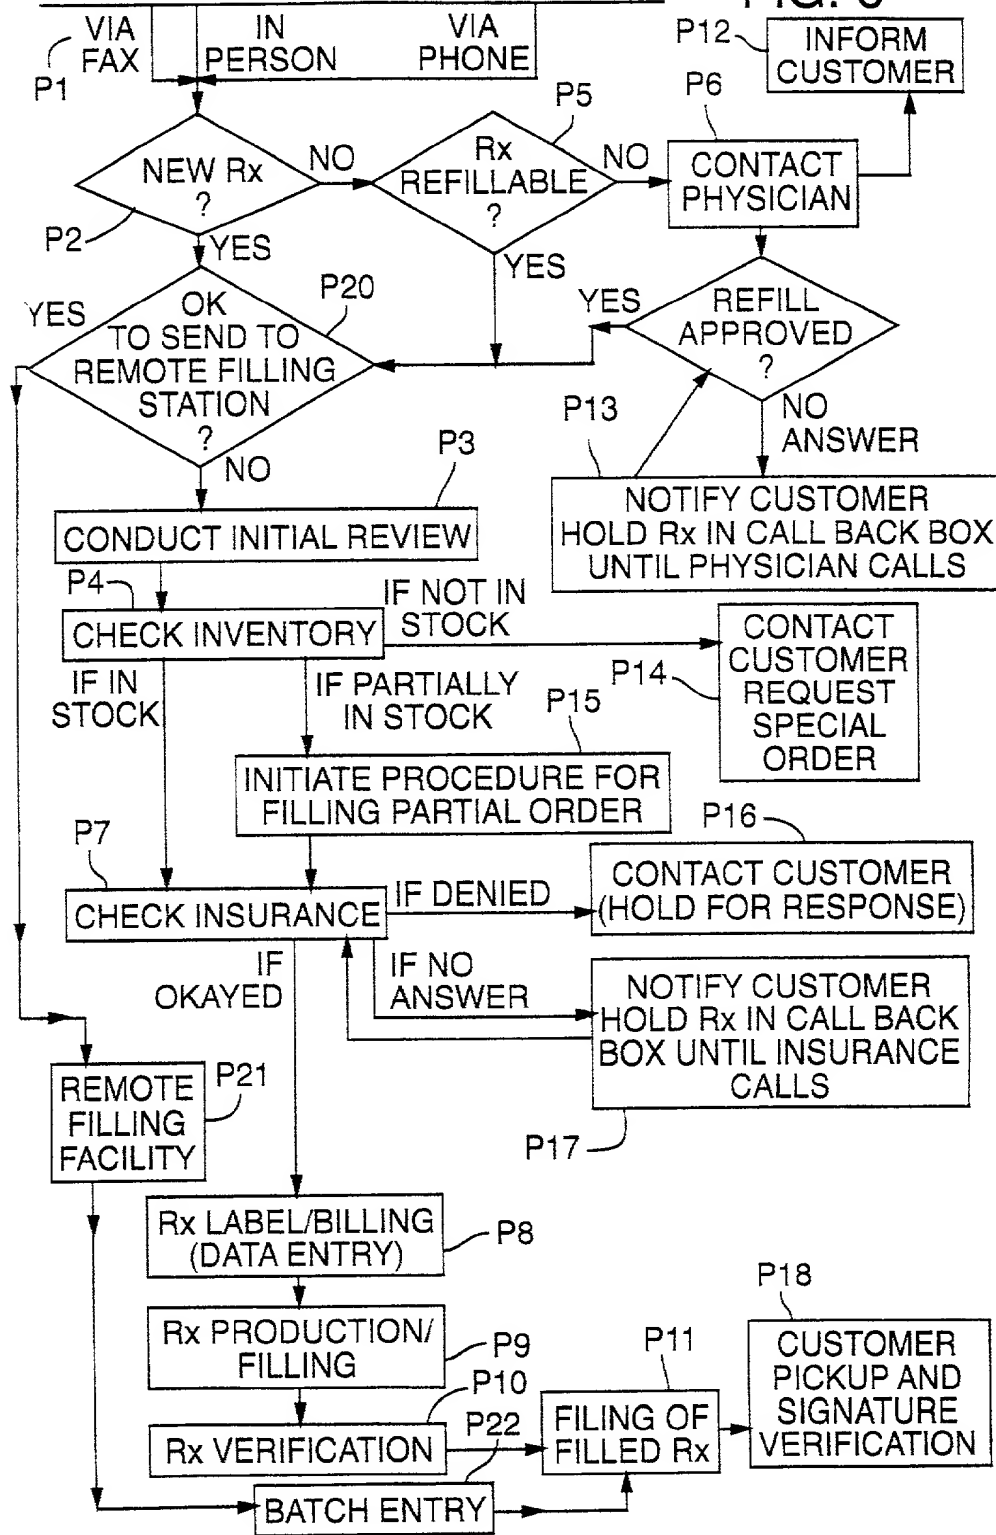 VIA FAX
IN PERSON
VIA PHONE
P1
P12
INFORM
CUSTOMER
P5
P6
NEW Rx
?
NO
Rx
REFILLABLE
?
NO
CONTACT
PHYSICIAN
P2
YES
YES
P20
YES
OK
TO SEND TO
REMOTE FILLING
STATION
?
YES
REFILL
APPROVED
?
NO
P3
P13
NO
ANSWER
CONDUCT INITIAL REVIEW
NOTIFY CUSTOMER
HOLD Rx IN CALL BACK BOX
UNTIL PHYSICIAN CALLS
P4
CHECK INVENTORY
IF NOT IN
STOCK
P14
CONTACT
CUSTOMER
REQUEST
SPECIAL
ORDER
IF IN
STOCK
IF PARTIALLY
IN STOCK
P15
INITIATE PROCEDURE FOR
FILLING PARTIAL ORDER
P7
P16
CHECK INSURANCE
IF DENIED
CONTACT CUSTOMER
(HOLD FOR RESPONSE)
IF
OKAYED
IF NO
ANSWER
NOTIFY CUSTOMER
HOLD Rx IN CALL BACK
BOX UNTIL INSURANCE
CALLS
P17
REMOTE
FILLING
FACILITY
P21
Rx LABEL/BILLING
(DATA ENTRY)
P8
Rx PRODUCTION/
FILLING
P9
P10
Rx VERIFICATION
P22
BATCH ENTRY
P11
FILING OF
FILLED Rx
P18
CUSTOMER
PICKUP AND
SIGNATURE
VERIFICATION